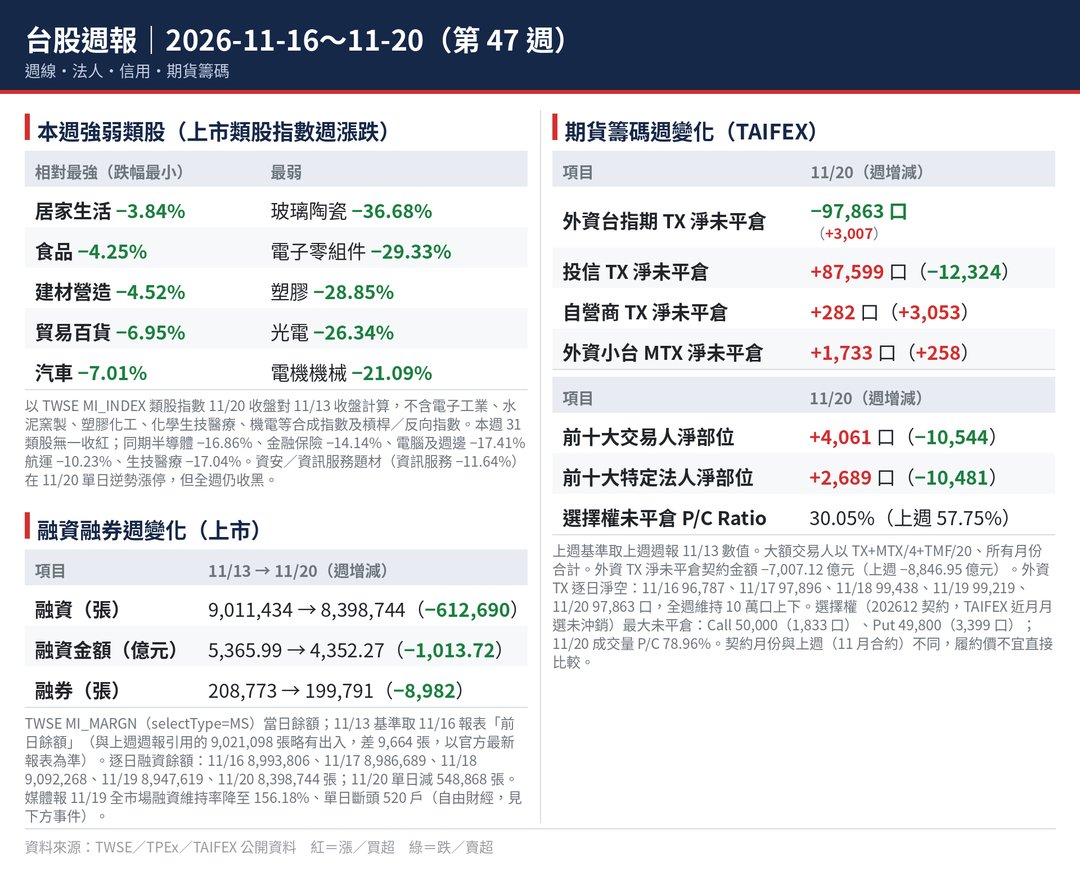 台股週報｜2026-11-16～11-20（第 47 週）
週線・法人・信用・期貨籌碼
本週強弱類股（上市類股指數週漲跌）
相對最強（跌幅最小） 最弱
居家生活 −3.84% 玻璃陶瓷 −36.68%
食品 −4.25% 電子零組件 −29.33%
建材營造 −4.52% 塑膠 −28.85%
貿易百貨 −6.95% 光電 −26.34%
汽車 −7.01% 電機機械 −21.09%
以 TWSE MI_INDEX 類股指數 11/20 收盤對 11/13 收盤計算，不含電子工業、水
泥窯製、塑膠化工、化學生技醫療、機電等合成指數及槓桿／反向指數。本週 31
類股無一收紅；同期半導體 −16.86%、金融保險 −14.14%、電腦及週邊 −17.41%
航運 −10.23%、生技醫療 −17.04%。資安／資訊服務題材（資訊服務 −11.64%）
在 11/20 單日逆勢漲停，但全週仍收黑。
融資融券週變化（上市）
項目 11/13 → 11/20（週增減）
融資（張） 9,011,434 → 8,398,744（−612,690）
融資金額（億元） 5,365.99 → 4,352.27（−1,013.72）
融券（張） 208,773 → 199,791（−8,982）
TWSE MI_MARGN（selectType=MS）當日餘額；11/13 基準取 11/16 報表「前
日餘額」（與上週週報引用的 9,021,098 張略有出入，差 9,664 張，以官方最新
報表為準）。逐日融資餘額：11/16 8,993,806、11/17 8,986,689、11/18
9,092,268、11/19 8,947,619、11/20 8,398,744 張；11/20 單日減 548,868 張。
媒體報 11/19 全市場融資維持率降至 156.18%、單日斷頭 520 戶（自由財經，見
下方事件）。
期貨籌碼週變化（TAIFEX）
項目 11/20（週增減）
外資台指期 TX 淨未平倉 −97,863 口
（+3,007）
投信 TX 淨未平倉 +87,599 口（−12,324）
自營商 TX 淨未平倉 +282 口（+3,053）
外資小台 MTX 淨未平倉 +1,733 口（+258）
項目 11/20（週增減）
前十大交易人淨部位 +4,061 口（−10,544）
前十大特定法人淨部位 +2,689 口（−10,481）
選擇權未平倉 P/C Ratio 30.05%（上週 57.75%）
上週基準取上週週報 11/13 數值。大額交易人以 TX+MTX/4+TMF/20、所有月份
合計。外資 TX 淨未平倉契約金額 −7,007.12 億元（上週 −8,846.95 億元）。外資
TX 逐日淨空：11/16 96,787、11/17 97,896、11/18 99,438、11/19 99,219、
11/20 97,863 口，全週維持 10 萬口上下。選擇權（202612 契約，TAIFEX 近月月
選未沖銷）最大未平倉：Call 50,000（1,833 口）、Put 49,800（3,399 口）；
11/20 成交量 P/C 78.96%。契約月份與上週（11 月合約）不同，履約價不宜直接
比較。
資料來源：TWSE／TPEx／TAIFEX 公開資料 紅＝漲／買超 綠＝跌／賣超